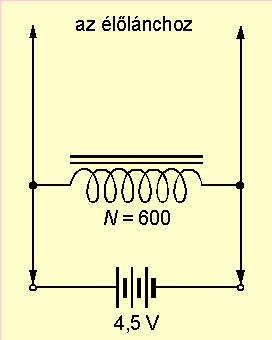 az élőlánchoz
N = 600
4,5 V